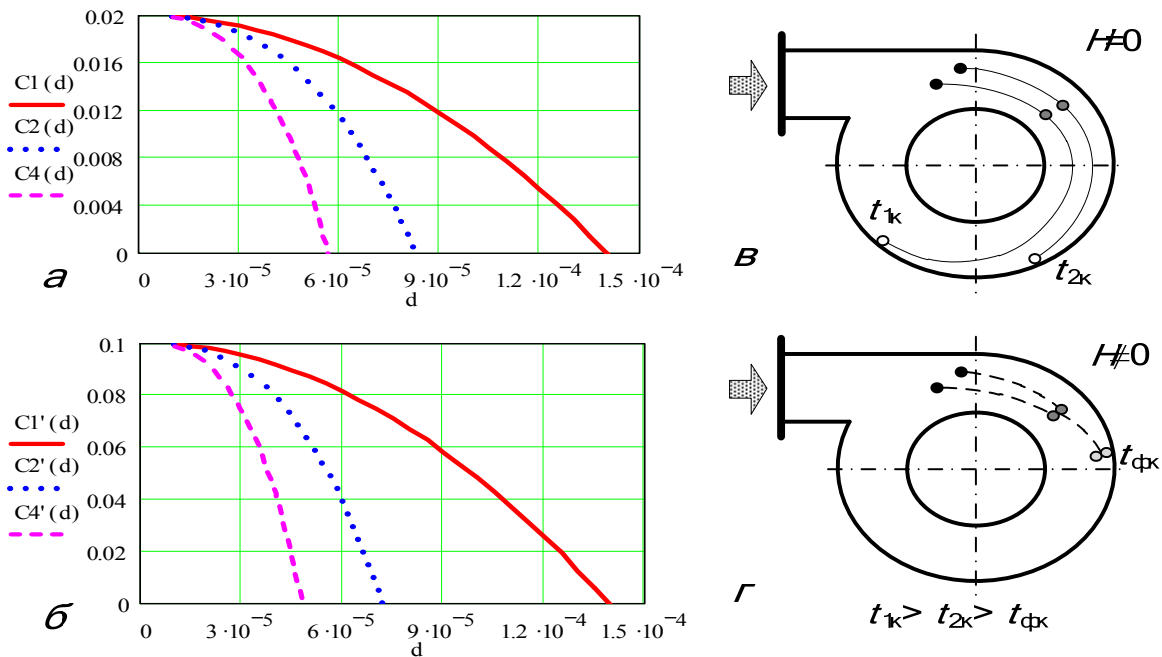 0.02
0.016
0.012
0.008
0.004
0
C1 (d)
C2 (d)
C4 (d)
0 3·10⁻⁵ 6·10⁻⁵ 9·10⁻⁵ 1.2·10⁻⁴ 1.5·10⁻⁴
d
а
0.1
0.08
0.06
0.04
0.02
0
C1' (d)
C2' (d)
C4' (d)
0 3·10⁻⁵ 6·10⁻⁵ 9·10⁻⁵ 1.2·10⁻⁴ 1.5·10⁻⁴
d
б
H≠0
t1к
t2к
в
H≠0
tфк
г
t1к> t2к> tфк